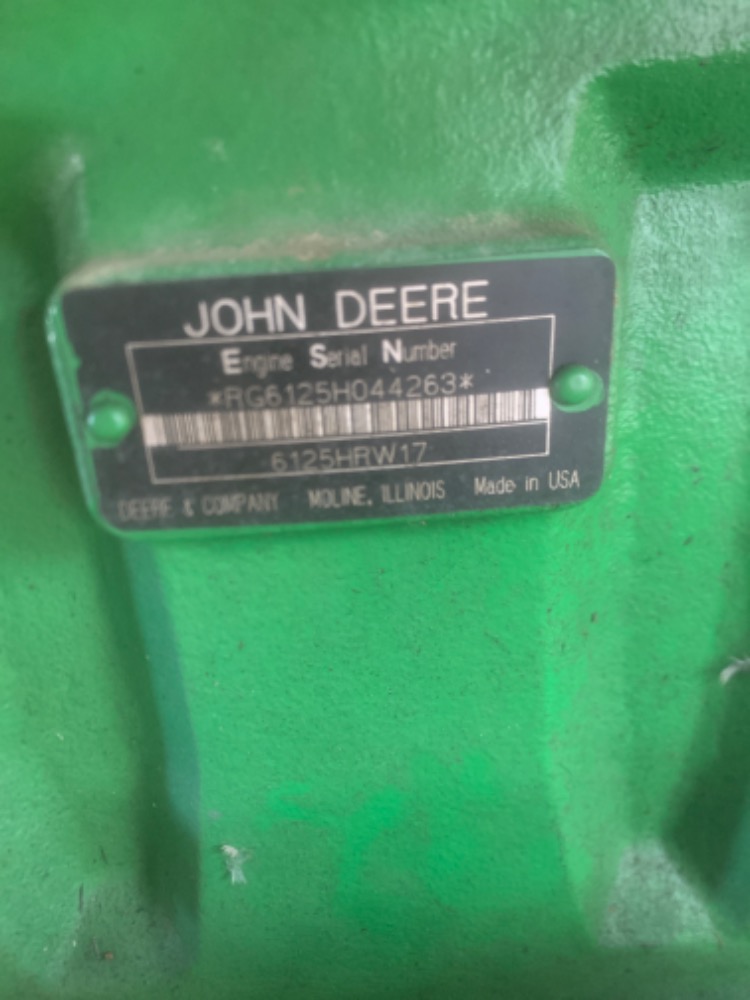 JOHN DEERE
Engine Serial Number
*RG6125H044263*
6125HRW17
DEERE & COMPANY MOLINE, ILLINOIS Made in USA